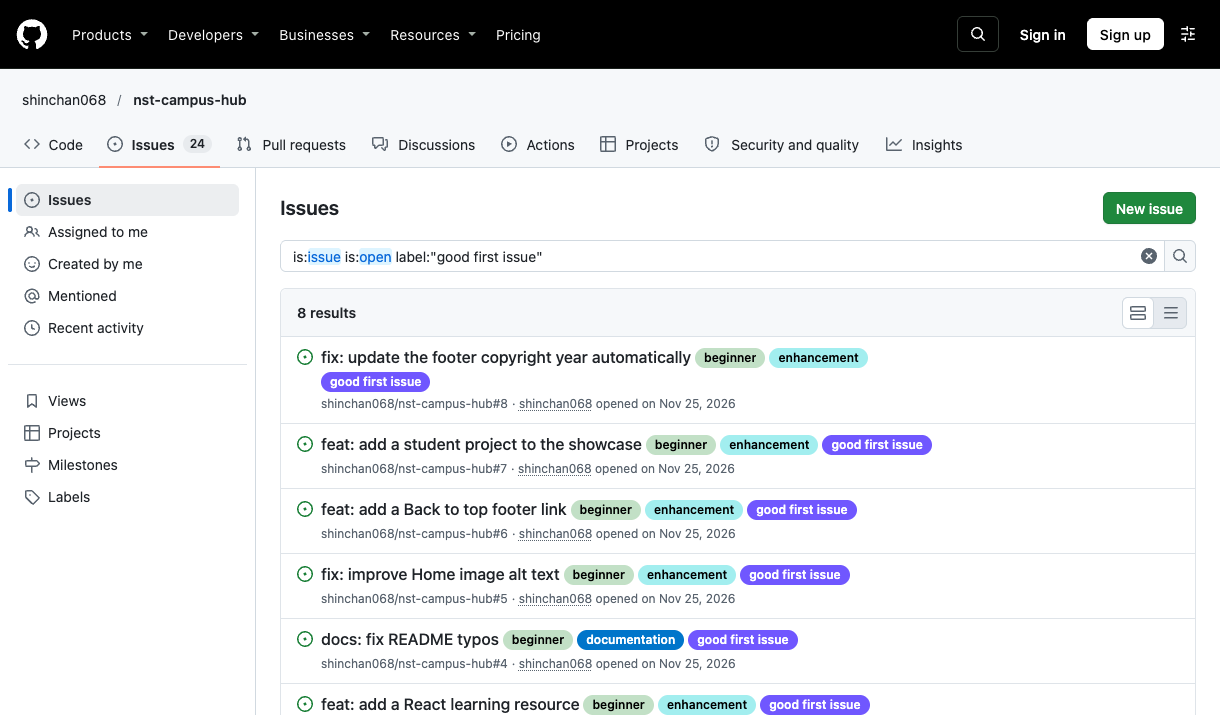 Products Developers Businesses Resources Pricing Sign in Sign up
shinchan068 / nst-campus-hub
Code Issues 24 Pull requests Discussions Actions Projects Security and quality Insights
Issues
Assigned to me
Created by me
Mentioned
Recent activity
Views
Projects
Milestones
Labels
Issues
New issue
is:issue is:open label:"good first issue"
8 results
fix: update the footer copyright year automatically beginner enhancement
good first issue
shinchan068/nst-campus-hub#8 · shinchan068 opened on Nov 25, 2026
feat: add a student project to the showcase beginner enhancement good first issue
shinchan068/nst-campus-hub#7 · shinchan068 opened on Nov 25, 2026
feat: add a Back to top footer link beginner enhancement good first issue
shinchan068/nst-campus-hub#6 · shinchan068 opened on Nov 25, 2026
fix: improve Home image alt text beginner enhancement good first issue
shinchan068/nst-campus-hub#5 · shinchan068 opened on Nov 25, 2026
docs: fix README typos beginner documentation good first issue
shinchan068/nst-campus-hub#4 · shinchan068 opened on Nov 25, 2026
feat: add a React learning resource beginner enhancement good first issue